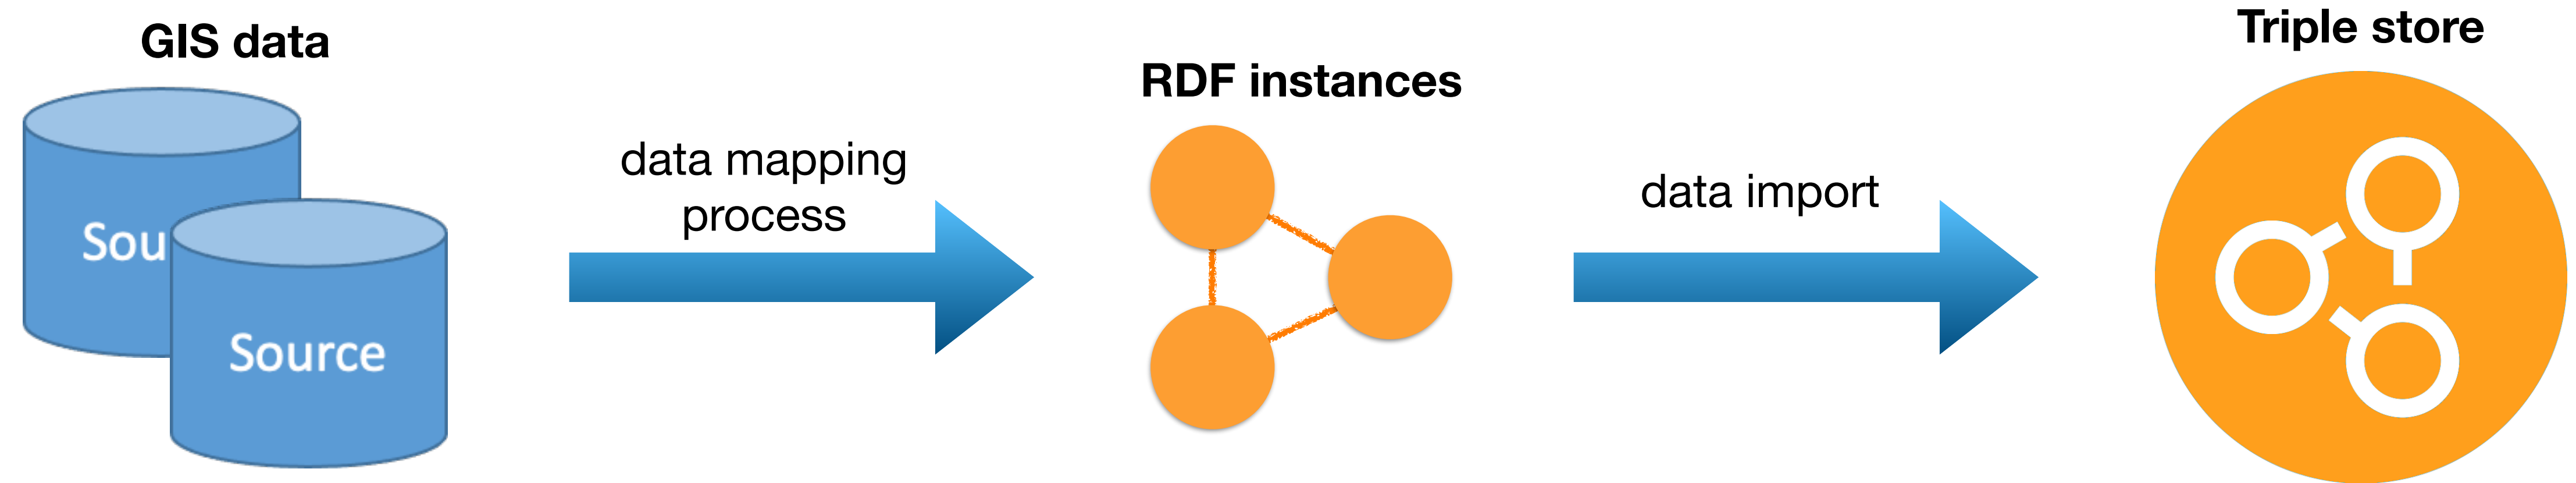 GIS data
Sou
Source
data mapping
process
RDF instances
data import
Triple store